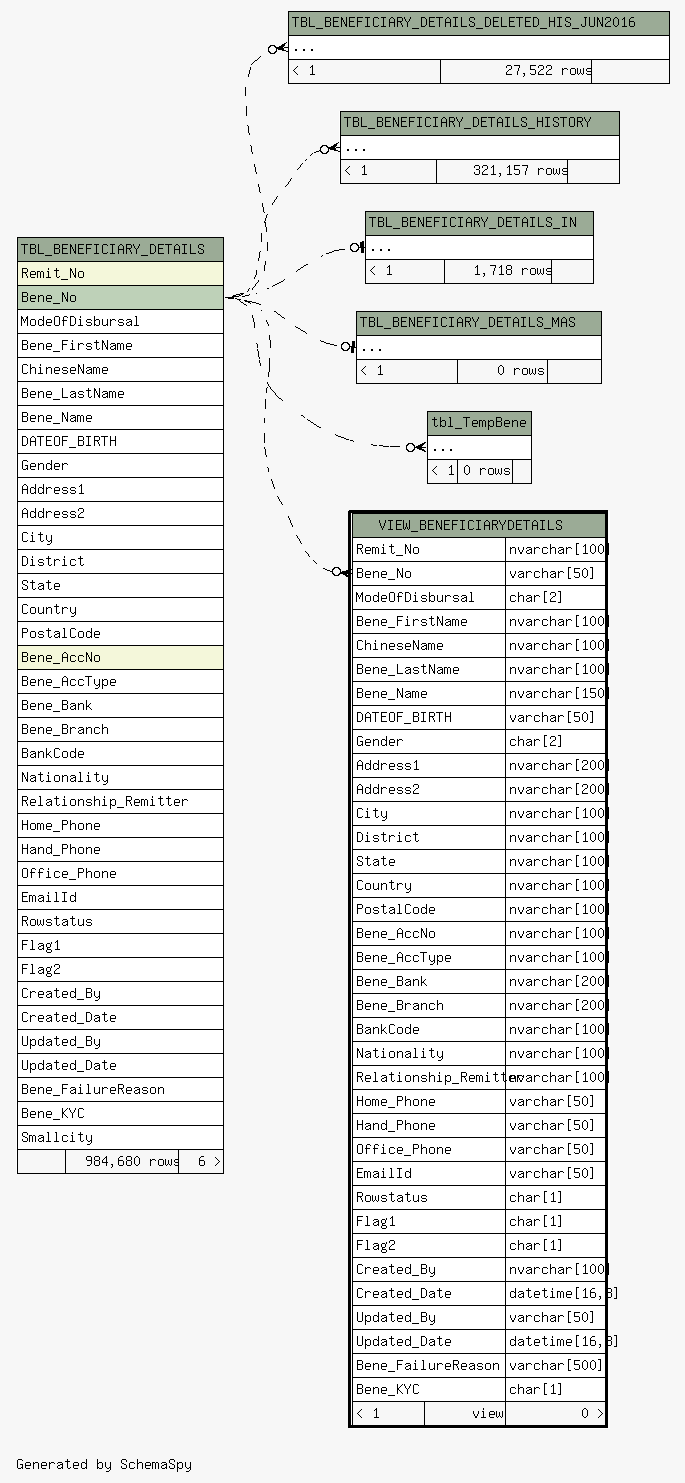 TBL_BENEFICIARY_DETAILS_DELETED_HIS_JUN2016
...
< 1 27,522 rows
TBL_BENEFICIARY_DETAILS_HISTORY
...
< 1 321,157 rows
TBL_BENEFICIARY_DETAILS_IN
...
< 1 1,718 rows
TBL_BENEFICIARY_DETAILS_MAS
...
< 1 0 rows
tbl_TempBene
...
< 1 0 rows
TBL_BENEFICIARY_DETAILS
Remit_No
Bene_No
ModeOfDisbursal
Bene_FirstName
ChineseName
Bene_LastName
Bene_Name
DATEOF_BIRTH
Gender
Address1
Address2
City
District
State
Country
PostalCode
Bene_AccNo
Bene_AccType
Bene_Bank
Bene_Branch
BankCode
Nationality
Relationship_Remitter
Home_Phone
Hand_Phone
Office_Phone
EmailId
Rowstatus
Flag1
Flag2
Created_By
Created_Date
Updated_By
Updated_Date
Bene_FailureReason
Bene_KYC
Smallcity
984,680 rows 6 >
VIEW_BENEFICIARYDETAILS
Remit_No nvarchar[100]
Bene_No varchar[50]
ModeOfDisbursal char[2]
Bene_FirstName nvarchar[100]
ChineseName nvarchar[100]
Bene_LastName nvarchar[100]
Bene_Name nvarchar[150]
DATEOF_BIRTH varchar[50]
Gender char[2]
Address1 nvarchar[200]
Address2 nvarchar[200]
City nvarchar[100]
District nvarchar[100]
State nvarchar[100]
Country nvarchar[100]
PostalCode nvarchar[100]
Bene_AccNo nvarchar[100]
Bene_AccType nvarchar[100]
Bene_Bank nvarchar[200]
Bene_Branch nvarchar[200]
BankCode nvarchar[100]
Nationality nvarchar[100]
Relationship_Remitter nvarchar[100]
Home_Phone varchar[50]
Hand_Phone varchar[50]
Office_Phone varchar[50]
EmailId varchar[50]
Rowstatus char[1]
Flag1 char[1]
Flag2 char[1]
Created_By nvarchar[100]
Created_Date datetime[16,3]
Updated_By varchar[50]
Updated_Date datetime[16,3]
Bene_FailureReason varchar[500]
Bene_KYC char[1]
< 1 view 0 >
Generated by SchemaSpy